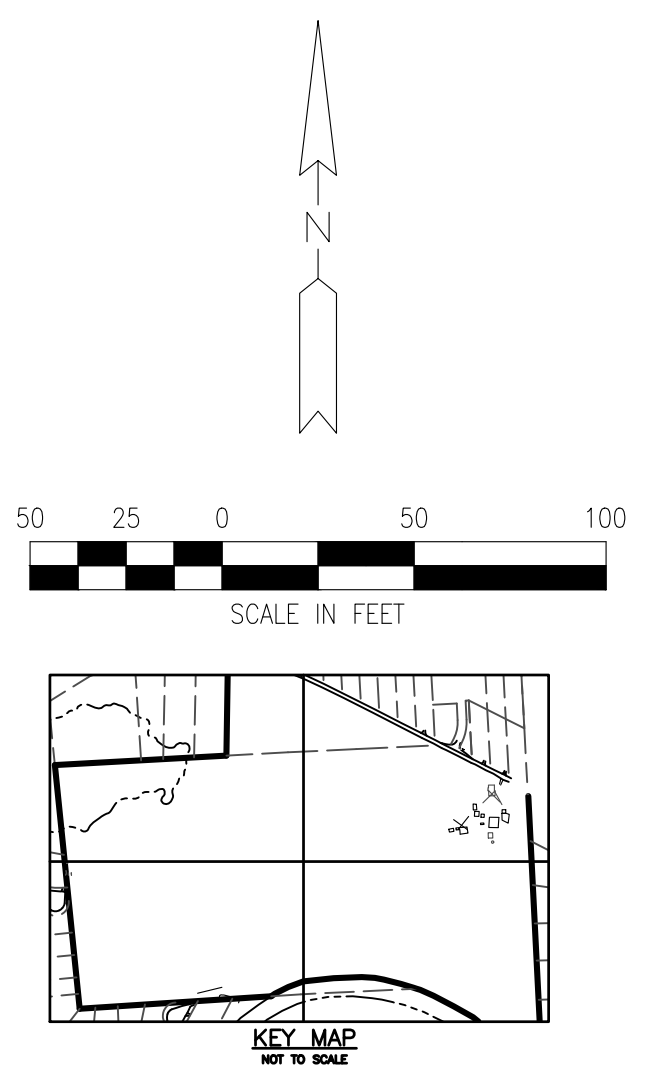 N
50 25 0 50 100
SCALE IN FEET
KEY MAP
NOT TO SCALE